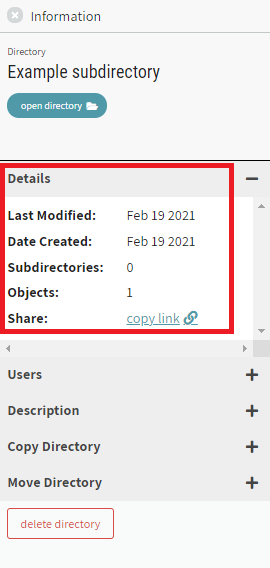 Information
Directory
Example subdirectory
open directory
Details
Last Modified: Feb 19 2021
Date Created: Feb 19 2021
Subdirectories: 0
Objects: 1
Share: copy link
Users
Description
Copy Directory
Move Directory
delete directory